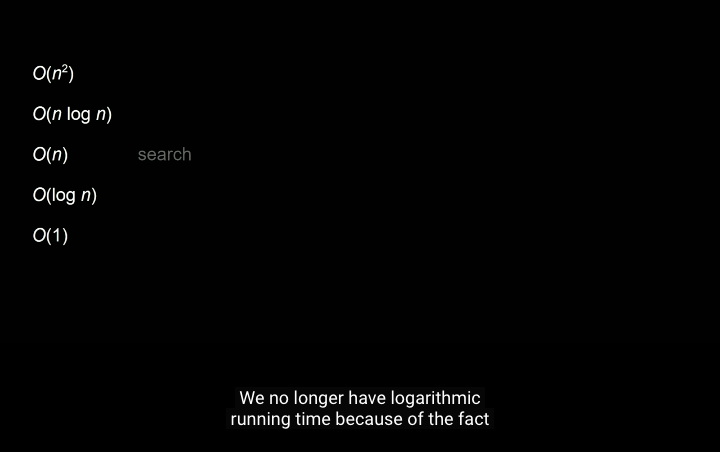 O(n²)
O(n log n)
O(n) search
O(log n)
O(1)
We no longer have logarithmic
running time because of the fact